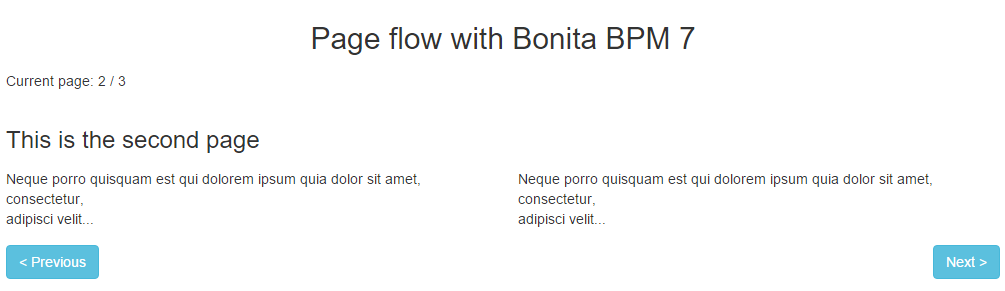 Page flow with Bonita BPM 7
Current page: 2 / 3
This is the second page
Neque porro quisquam est qui dolorem ipsum quia dolor sit amet,
consectetur,
adipisci velit...
Neque porro quisquam est qui dolorem ipsum quia dolor sit amet,
consectetur,
adipisci velit...
< Previous
Next >